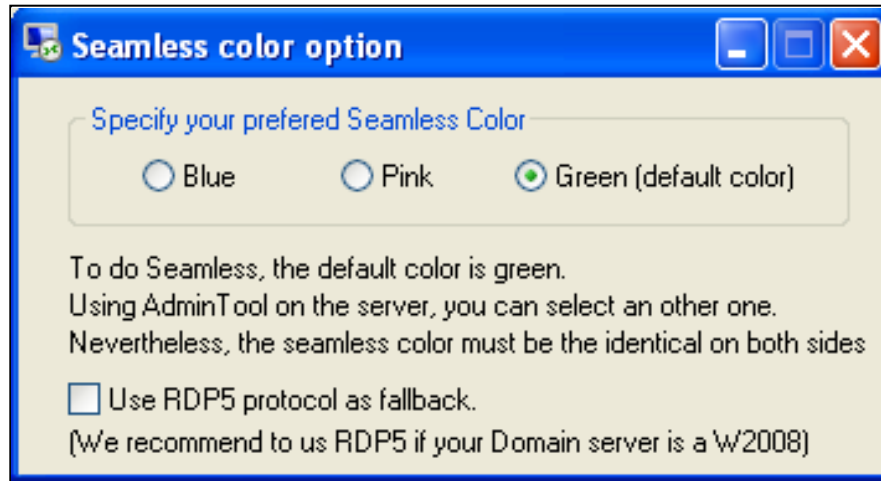 Seamless color option
Specify your prefered Seamless Color
Blue Pink Green (default color)
To do Seamless, the default color is green.
Using AdminTool on the server, you can select an other one.
Nevertheless, the seamless color must be the identical on both sides
Use RDP5 protocol as fallback.
(We recommend to us RDP5 if your Domain server is a W2008)